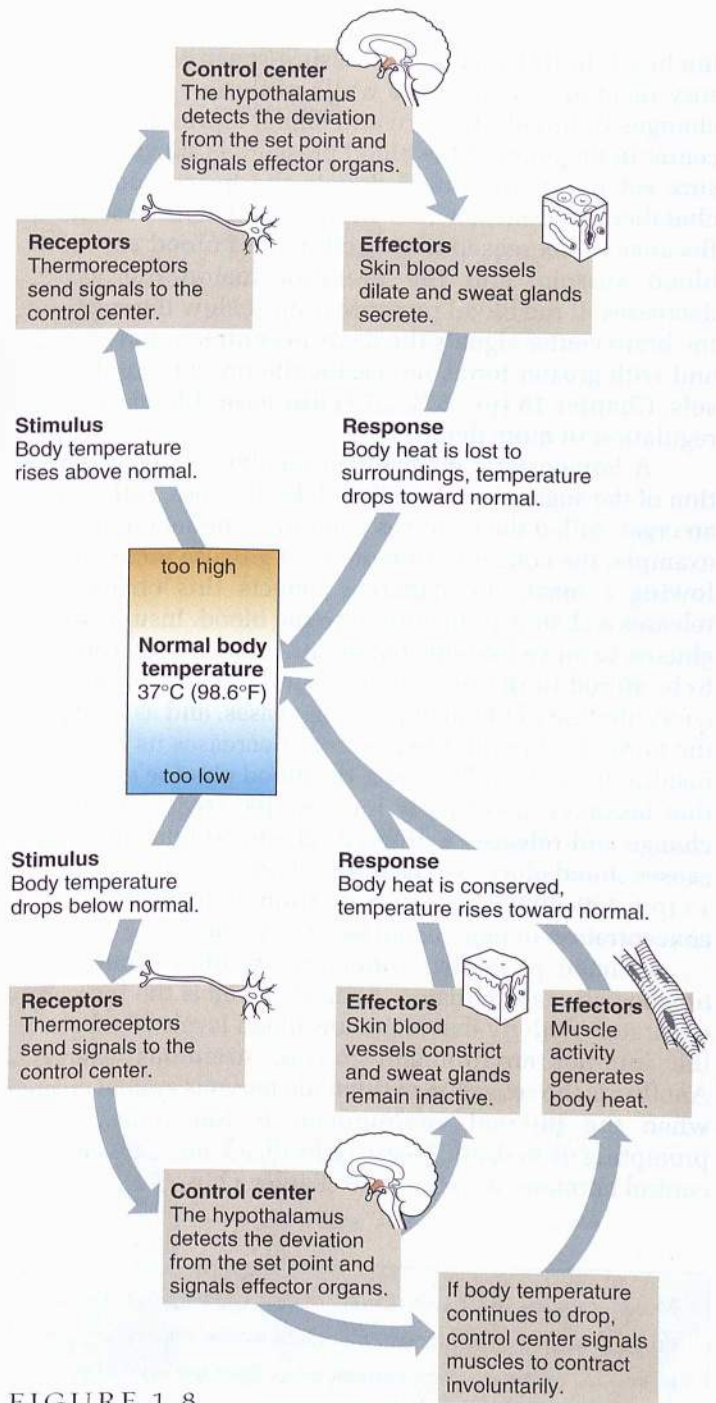 Control center
The hypothalamus
detects the deviation
from the set point and
signals effector organs.
Receptors
Thermoreceptors
send signals to the
control center.
Effectors
Skin blood vessels
dilate and sweat glands
secrete.
Stimulus
Body temperature
rises above normal.
Response
Body heat is lost to
surroundings, temperature
drops toward normal.
too high
Normal body
temperature
37°C (98.6°F)
too low
Stimulus
Body temperature
drops below normal.
Response
Body heat is conserved,
temperature rises toward normal.
Receptors
Thermoreceptors
send signals to the
control center.
Effectors
Skin blood
vessels constrict
and sweat glands
remain inactive.
Effectors
Muscle
activity
generates
body heat.
Control center
The hypothalamus
detects the deviation
from the set point and
signals effector organs.
If body temperature
continues to drop,
control center signals
muscles to contract
involuntarily.
FIGURE 1.8